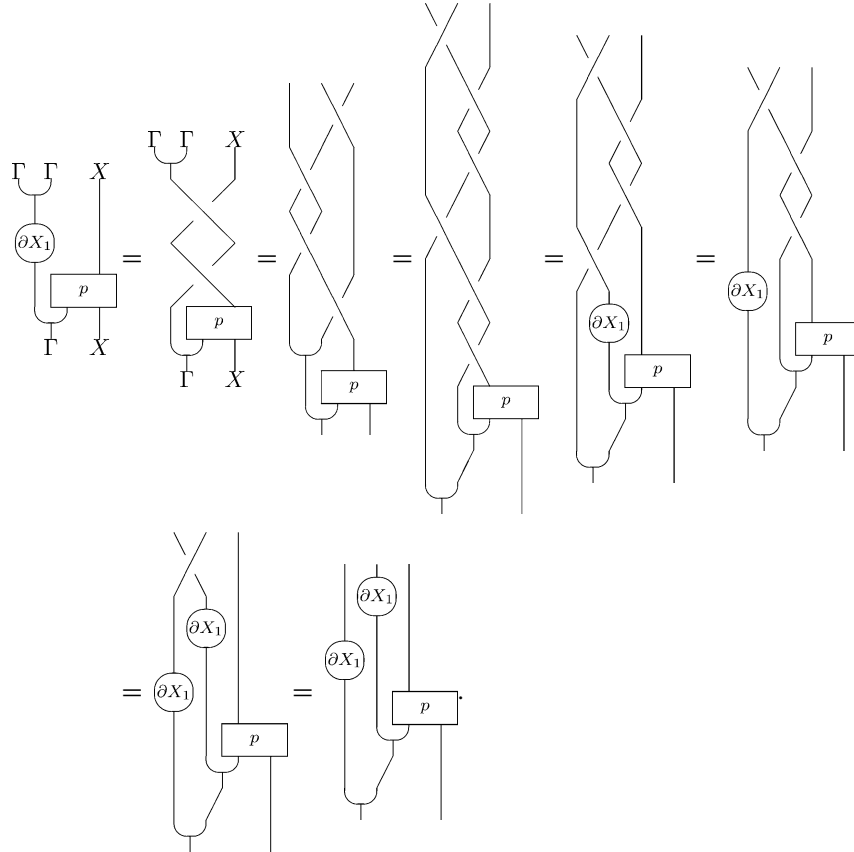 Γ Γ X
Γ Γ X
∂X₁
= = = = =
p
p
∂X₁
∂X₁
p
Γ X
p
Γ X
p
p
p
∂X₁
∂X₁
∂X₁
= ∂X₁ =
p
p .